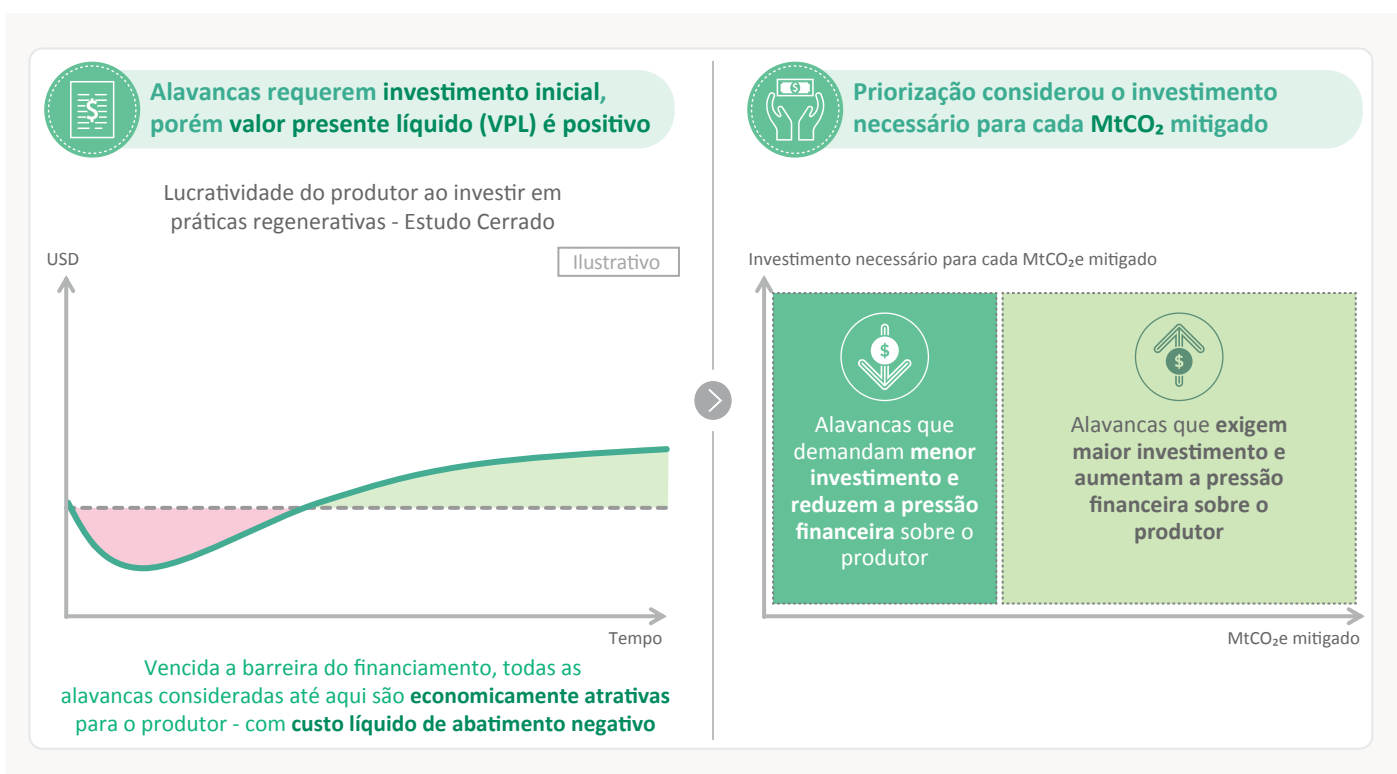 Alavancas requerem investimento inicial,
porém valor presente líquido (VPL) é positivo
Lucratividade do produtor ao investir em
práticas regenerativas - Estudo Cerrado
USD
Ilustrativo
Tempo
Vencida a barreira do financiamento, todas as
alavancas consideradas até aqui são economicamente atrativas
para o produtor - com custo líquido de abatimento negativo
Priorização considerou o investimento
necessário para cada MtCO₂ mitigado
Investimento necessário para cada MtCO₂e mitigado
$
Alavancas que
demandam menor
investimento e
reduzem a pressão
financeira sobre o
produtor
$
Alavancas que exigem
maior investimento e
aumentam a pressão
financeira sobre o
produtor
MtCO₂e mitigado